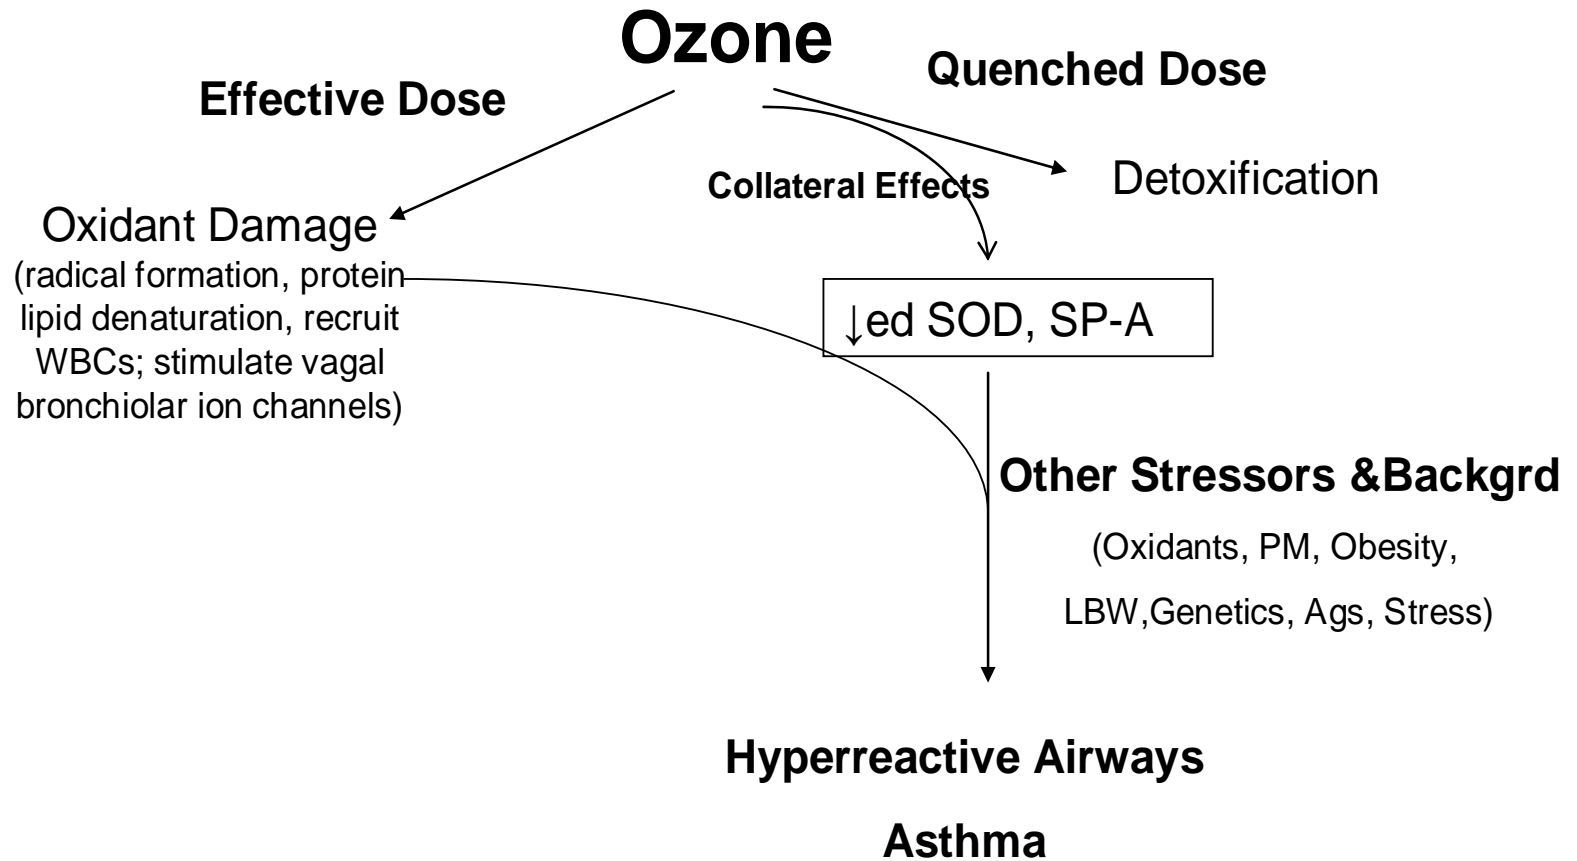 Ozone
Effective Dose
Quenched Dose
Collateral Effects
Detoxification
Oxidant Damage
(radical formation, protein
lipid denaturation, recruit
WBCs; stimulate vagal
bronchiolar ion channels)
↓ed SOD, SP-A
Other Stressors &Backgrd
(Oxidants, PM, Obesity,
LBW,Genetics, Ags, Stress)
Hyperreactive Airways
Asthma